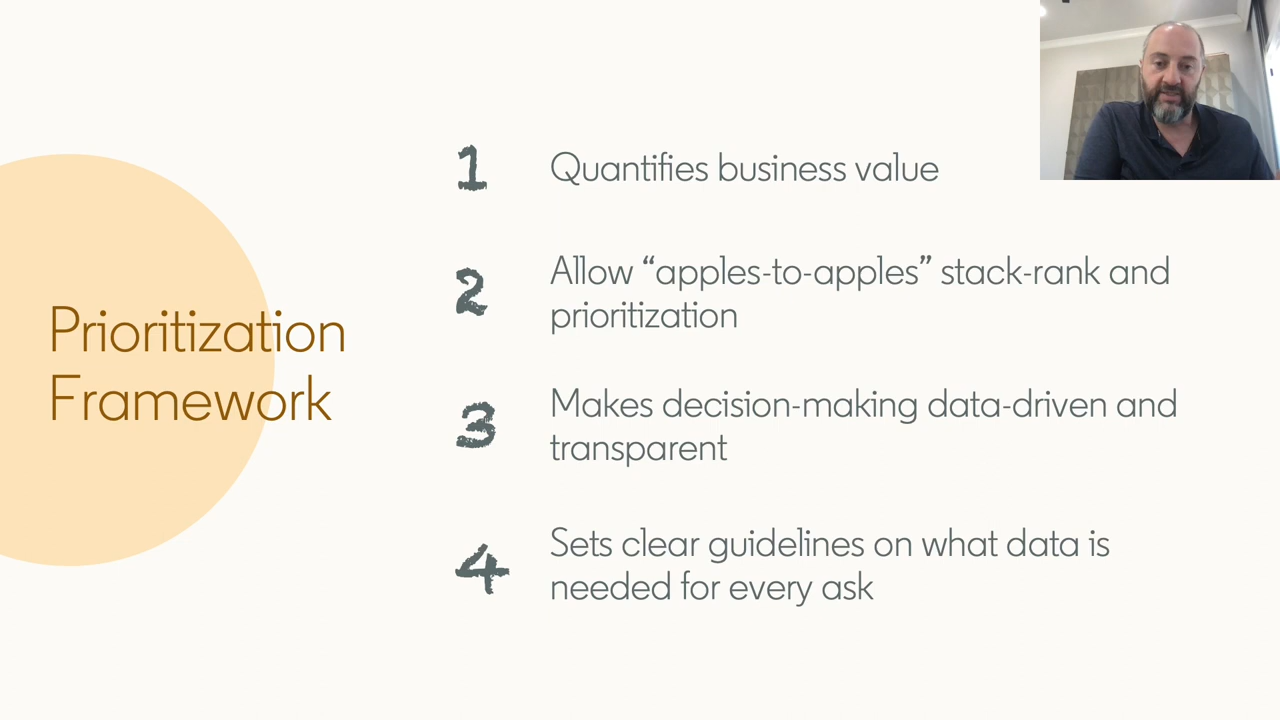 Prioritization
Framework
1
Quantifies business value
2
Allow “apples-to-apples” stack-rank and
prioritization
3
Makes decision-making data-driven and
transparent
4
Sets clear guidelines on what data is
needed for every ask